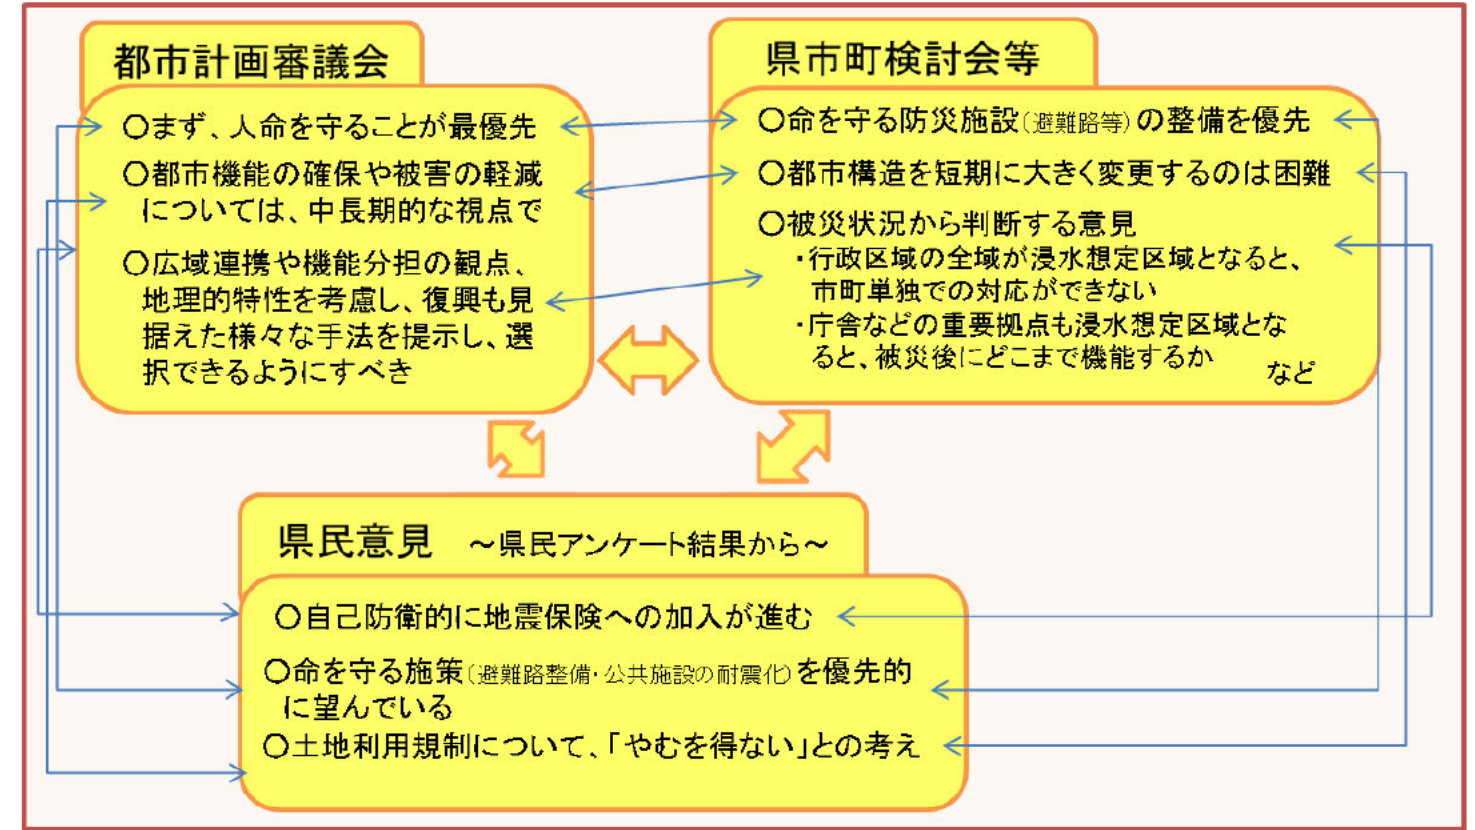 都市計画審議会
〇まず、人命を守ることが最優先
〇都市機能の確保や被害の軽減
については、中長期的な視点で
〇広域連携や機能分担の観点、
地理的特性を考慮し、復興も見
据えた様々な手法を提示し、選
択できるようにすべき
県市町検討会等
〇命を守る防災施設(避難路等)の整備を優先
〇都市構造を短期に大きく変更するのは困難
〇被災状況から判断する意見
・行政区域の全域が浸水想定区域となると、
市町単独での対応ができない
・庁舎などの重要拠点も浸水想定区域とな
ると、被災後にどこまで機能するか
など
県民意見 ～県民アンケート結果から～
〇自己防衛的に地震保険への加入が進む
〇命を守る施策(避難路整備・公共施設の耐震化)を優先的
に望んでいる
〇土地利用規制について、「やむを得ない」との考え